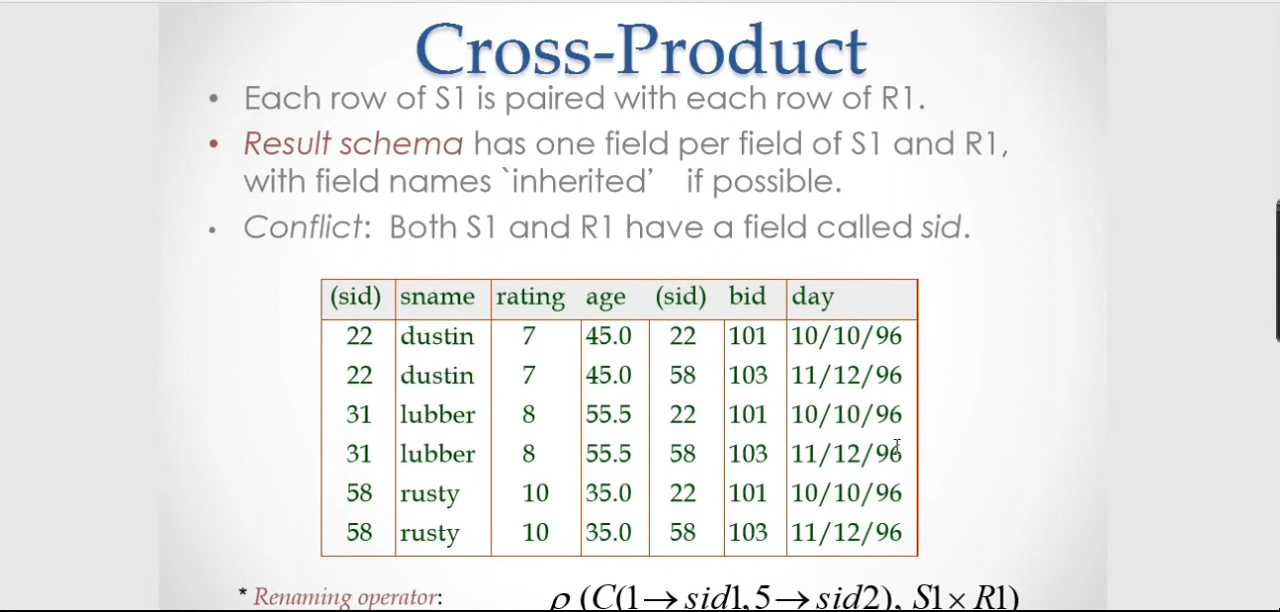 Cross-Product
• Each row of S1 is paired with each row of R1.
• Result schema has one field per field of S1 and R1,
with field names `inherited’ if possible.
• Conflict: Both S1 and R1 have a field called sid.
(sid) sname rating age (sid) bid day
22 dustin 7 45.0 22 101 10/10/96
22 dustin 7 45.0 58 103 11/12/96
31 lubber 8 55.5 22 101 10/10/96
31 lubber 8 55.5 58 103 11/12/96
58 rusty 10 35.0 22 101 10/10/96
58 rusty 10 35.0 58 103 11/12/96
* Renaming operator: ρ (C(1→sid1,5→sid2), S1×R1)